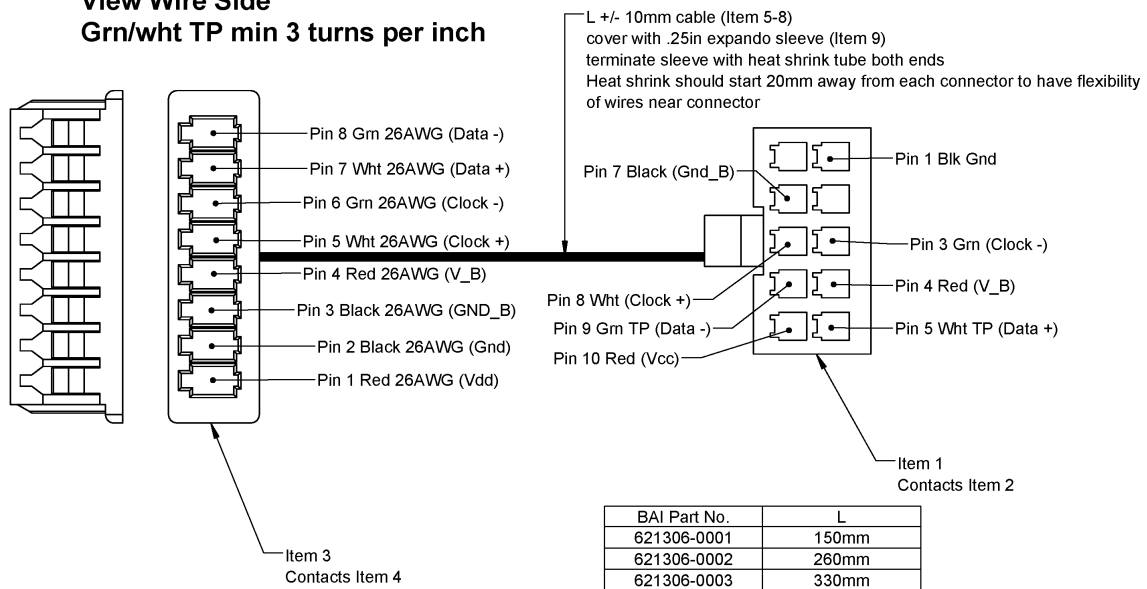 View Wire Side
Grn/wht TP min 3 turns per inch
L +/- 10mm cable (Item 5-8)
cover with .25in expando sleeve (Item 9)
terminate sleeve with heat shrink tube both ends
Heat shrink should start 20mm away from each connector to have flexibility
of wires near connector
Pin 8 Grn 26AWG (Data -)
Pin 7 Wht 26AWG (Data +)
Pin 6 Grn 26AWG (Clock -)
Pin 5 Wht 26AWG (Clock +)
Pin 4 Red 26AWG (V_B)
Pin 3 Black 26AWG (GND_B)
Pin 2 Black 26AWG (Gnd)
Pin 1 Red 26AWG (Vdd)
Pin 7 Black (Gnd_B)
Pin 8 Wht (Clock +)
Pin 9 Grn TP (Data -)
Pin 10 Red (Vcc)
Pin 1 Blk Gnd
Pin 3 Grn (Clock -)
Pin 4 Red (V_B)
Pin 5 Wht TP (Data +)
Item 1
Contacts Item 2
Item 3
Contacts Item 4
BAI Part No. L
621306-0001 150mm
621306-0002 260mm
621306-0003 330mm